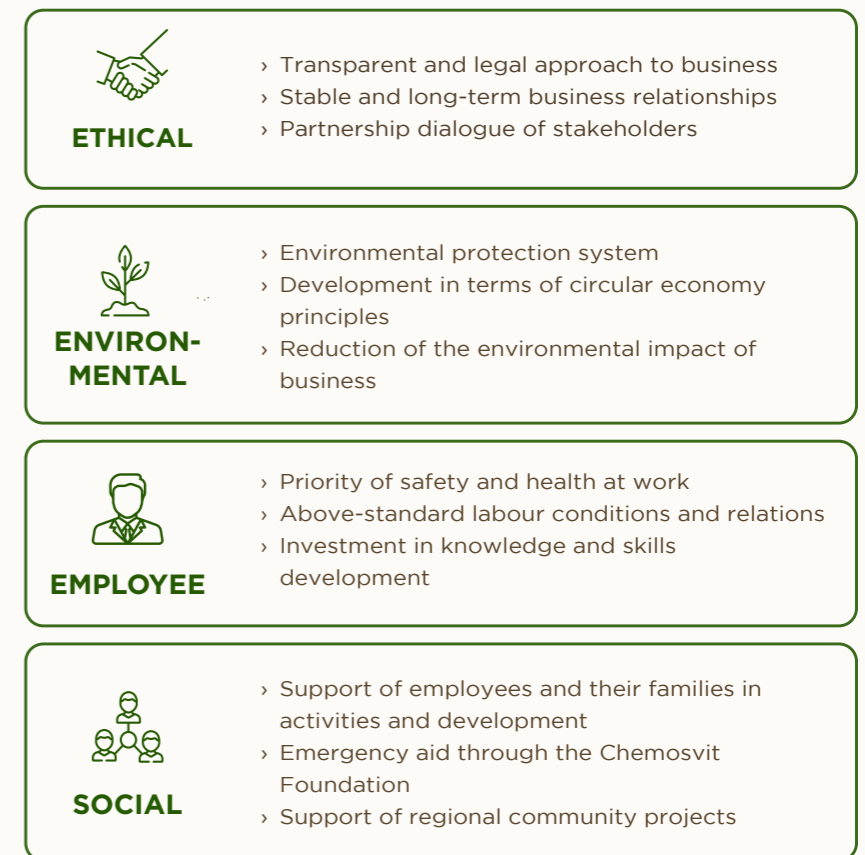 ETHICAL
› Transparent and legal approach to business
› Stable and long-term business relationships
› Partnership dialogue of stakeholders
ENVIRON-
MENTAL
› Environmental protection system
› Development in terms of circular economy
principles
› Reduction of the environmental impact of
business
EMPLOYEE
› Priority of safety and health at work
› Above-standard labour conditions and relations
› Investment in knowledge and skills
development
SOCIAL
› Support of employees and their families in
activities and development
› Emergency aid through the Chemosvit
Foundation
› Support of regional community projects